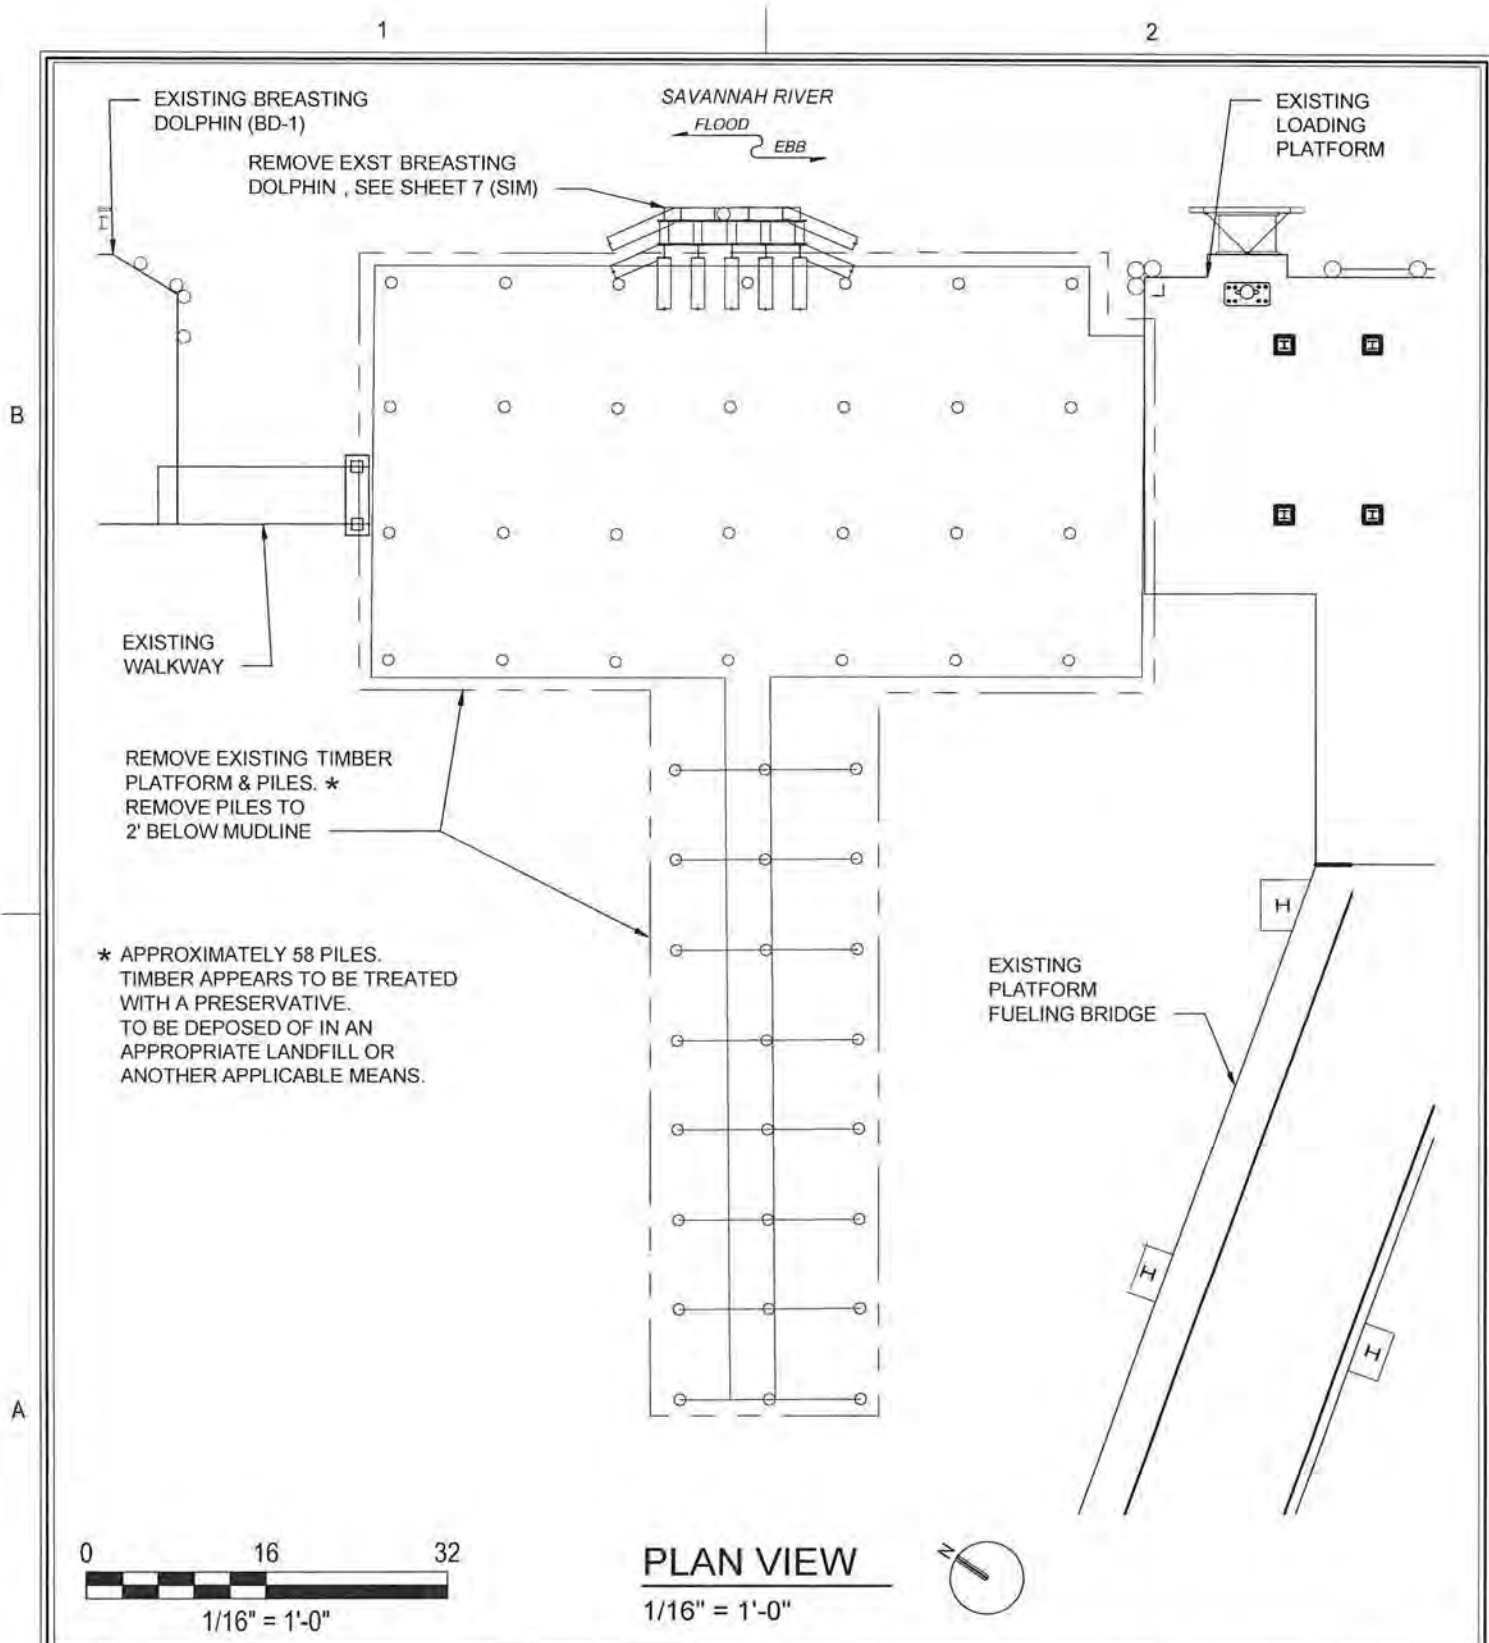 1
2
EXISTING BREASTING
DOLPHIN (BD-1)
SAVANNAH RIVER
FLOOD
EBB
EXISTING
LOADING
PLATFORM
REMOVE EXST BREASTING
DOLPHIN , SEE SHEET 7 (SIM)
B
EXISTING
WALKWAY
REMOVE EXISTING TIMBER
PLATFORM & PILES. *
REMOVE PILES TO
2' BELOW MUDLINE
* APPROXIMATELY 58 PILES.
TIMBER APPEARS TO BE TREATED
WITH A PRESERVATIVE.
TO BE DEPOSED OF IN AN
APPROPRIATE LANDFILL OR
ANOTHER APPLICABLE MEANS.
EXISTING
PLATFORM
FUELING BRIDGE
A
0 16 32
1/16" = 1'-0"
PLAN VIEW
1/16" = 1'-0"
N